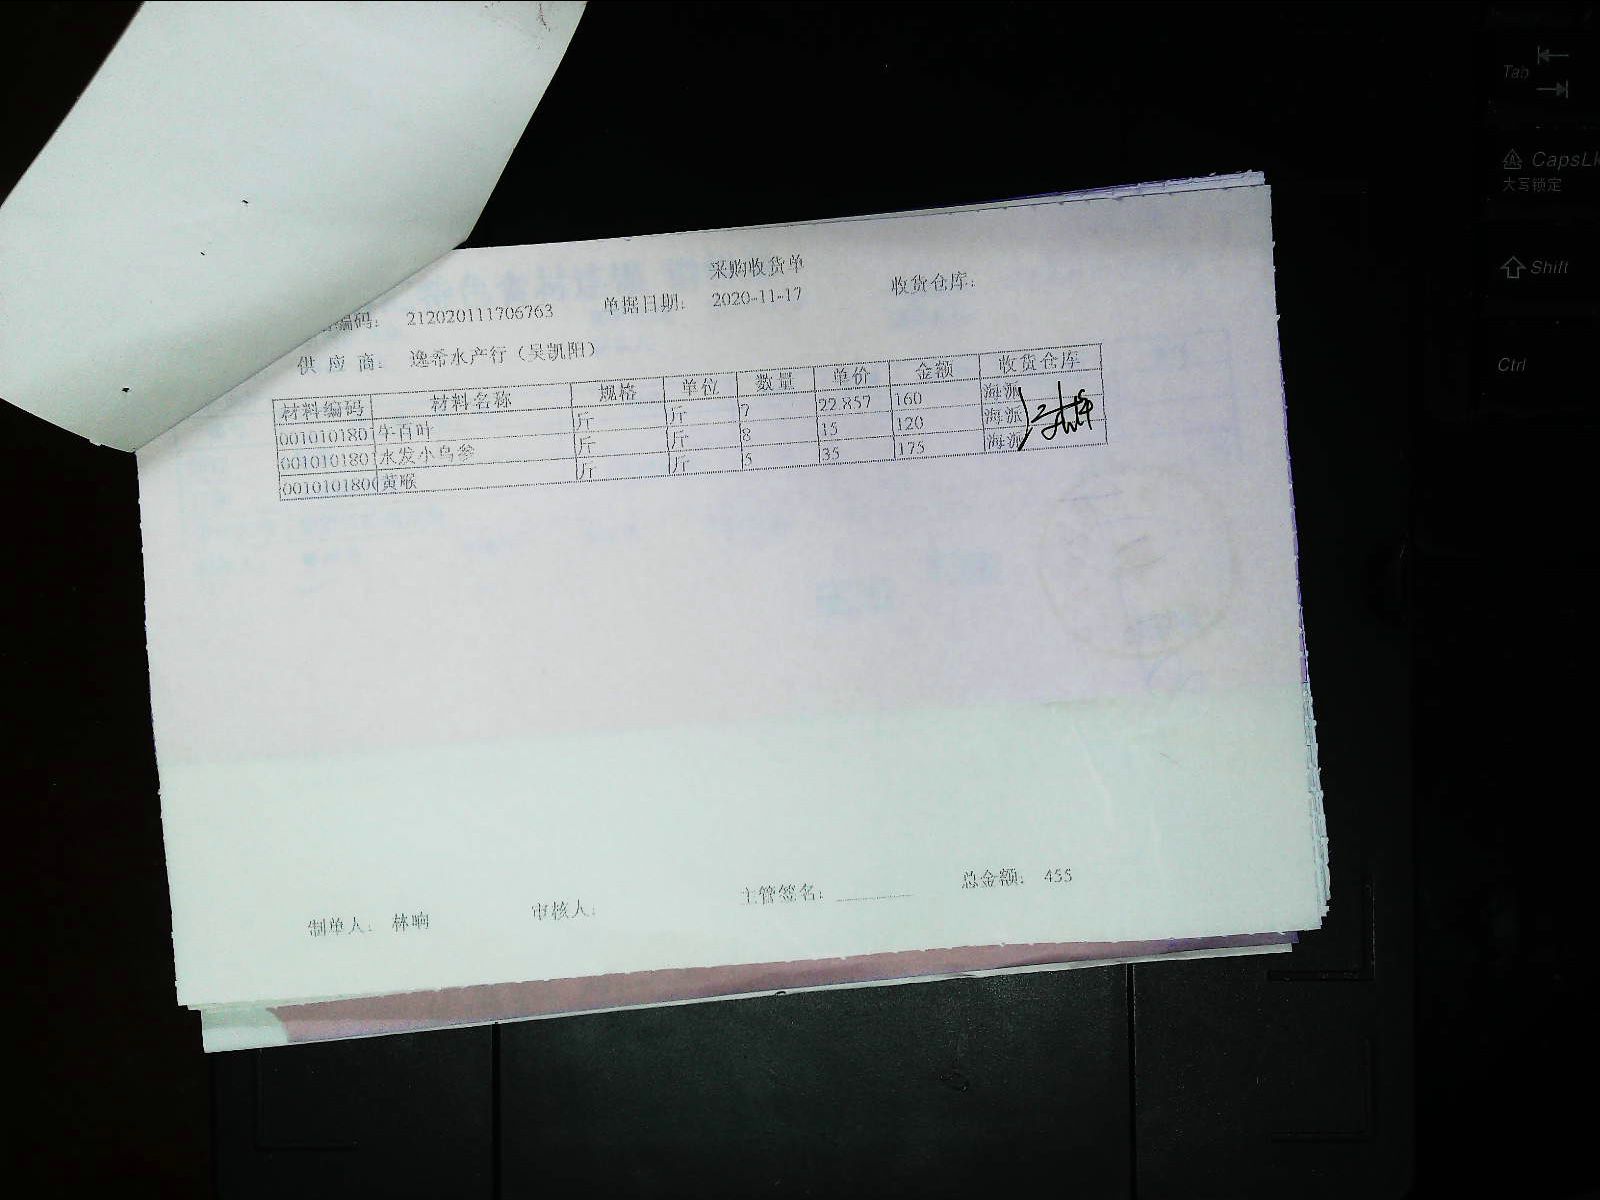 采购收货单
编码： 212020111706763 单据日期： 2020-11-17 收货仓库：
供 应 商： 逸希水产行（吴凯阳）
材料编码 材料名称 规格 单位 数量 单价 金额 收货仓库
001010180 牛百叶 斤 斤 7 22.857 160 海派
001010180 水发小乌参 斤 斤 8 15 120 海派
001010180 黄喉 斤 斤 5 35 175 海派
制单人： 林晌 审核人： 主管签名： 总金额： 455
Tab
CapsLk
大写锁定
Shift
Ctrl